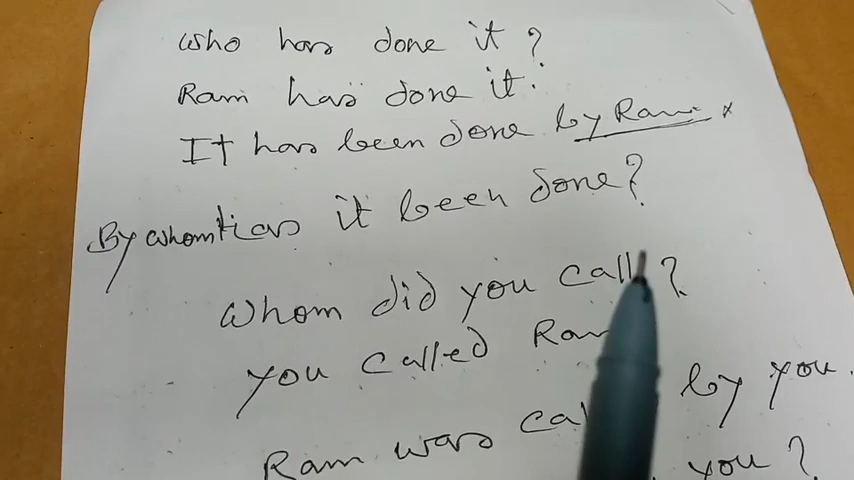 Who has done it?
Ram has done it.
It has been done by Ram x
By whom has it been done?
Whom did you call?
You called Ram
Ram was by you.
you?